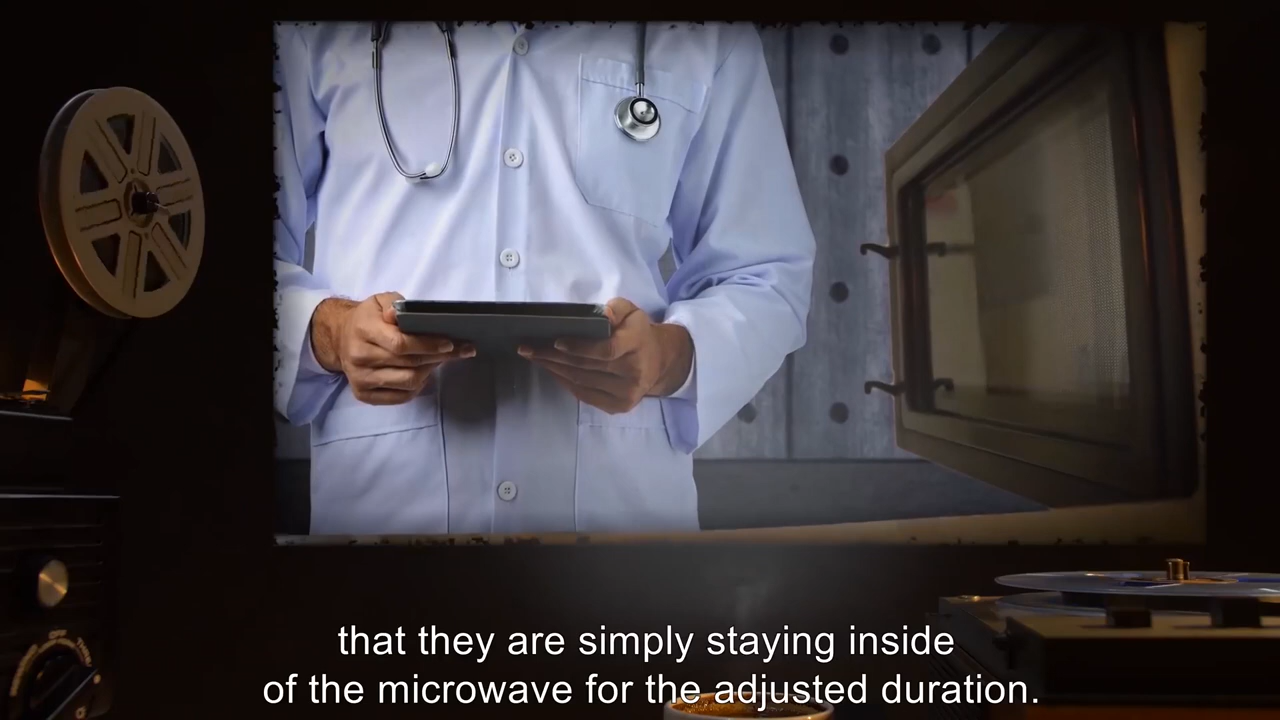 that they are simply staying inside
of the microwave for the adjusted duration.